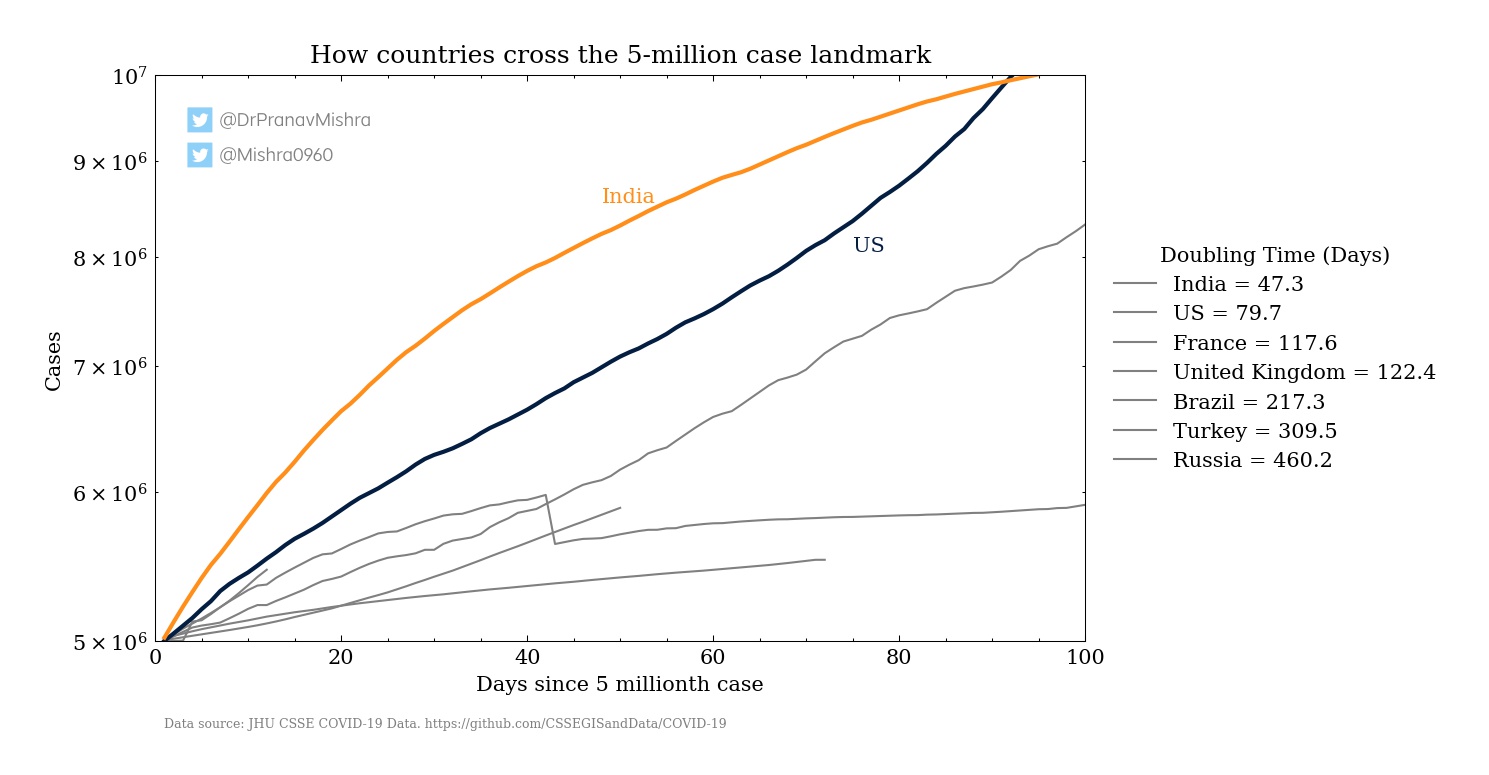 How countries cross the 5-million case landmark
10⁷
9 × 10⁶
8 × 10⁶
7 × 10⁶
6 × 10⁶
5 × 10⁶
Cases
@DrPranavMishra
@Mishra0960
India
US
0 20 40 60 80 100
Days since 5 millionth case
Doubling Time (Days)
India = 47.3
US = 79.7
France = 117.6
United Kingdom = 122.4
Brazil = 217.3
Turkey = 309.5
Russia = 460.2
Data source: JHU CSSE COVID-19 Data. https://github.com/CSSEGISandData/COVID-19